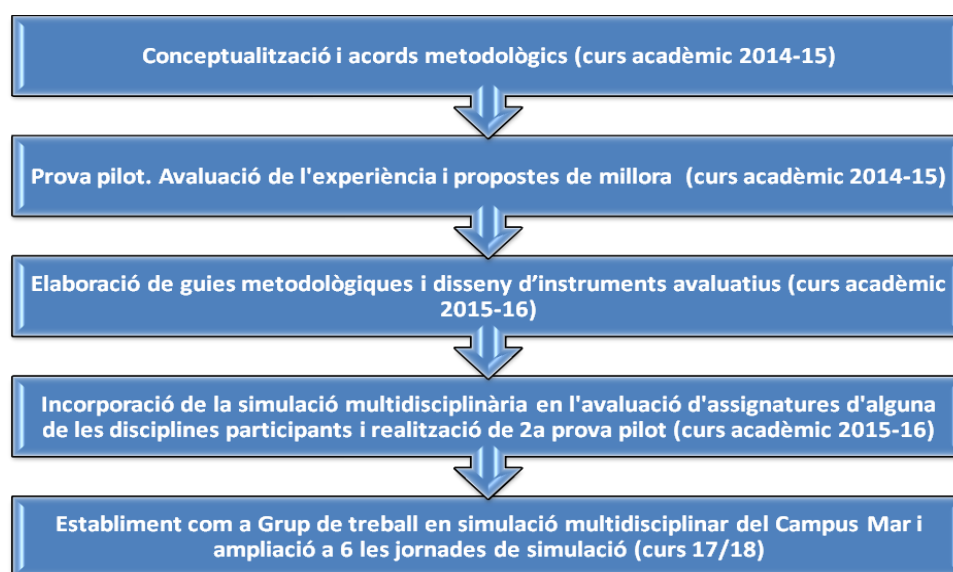 Conceptualització i acords metodològics (curs acadèmic 2014-15)
Prova pilot. Avaluació de l'experiència i propostes de millora  (curs acadèmic 2014-15)
Elaboració de guies metodològiques i disseny d’instruments avaluatius (curs acadèmic
2015-16)
Incorporació de la simulació multidisciplinària en l'avaluació d'assignatures d'alguna
de les disciplines participants i realització de 2a prova pilot (curs acadèmic 2015-16)
Establiment com a Grup de treball en simulació multidisciplinar del Campus Mar i
ampliació a 6 les jornades de simulació (curs 17/18)